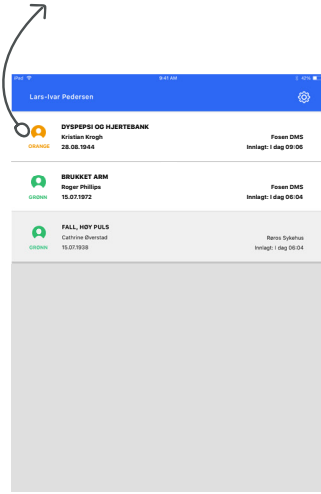 iPad 9:41 AM 42%
Lars-Ivar Pedersen
DYSPEPSI OG HJERTEBANK
Kristian Krogh Fosen DMS
ORANGE 28.08.1944 Innlagt: I dag 09:06
BRUKKET ARM
Roger Phillips Fosen DMS
GRØNN 15.07.1972 Innlagt: I dag 06:04
FALL, HØY PULS
Cathrine Øverstad Røros Sykehus
GRØNN 15.07.1938 Innlagt: I dag 06:04